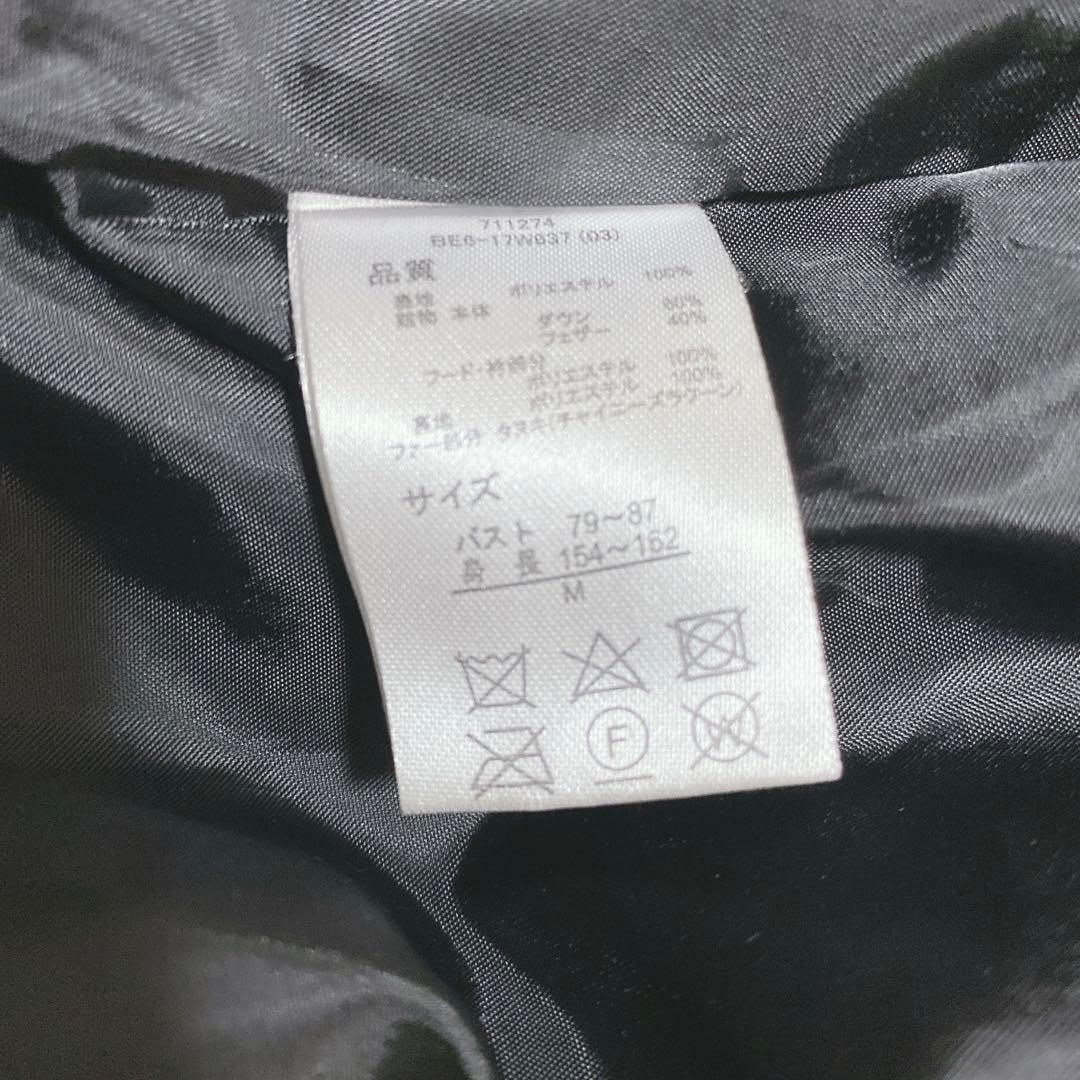 711274
BE6-17W637 (03)
品質
表地 ポリエステル 100%
詰物 本体 ダウン 60%
フェザー 40%
フード・衿部分 ポリエステル 100%
裏地 ポリエステル 100%
ファー部分 タヌキ(チャイニーズラクーン)
サイズ
バスト 79~87
身長 154~162
M
F
W